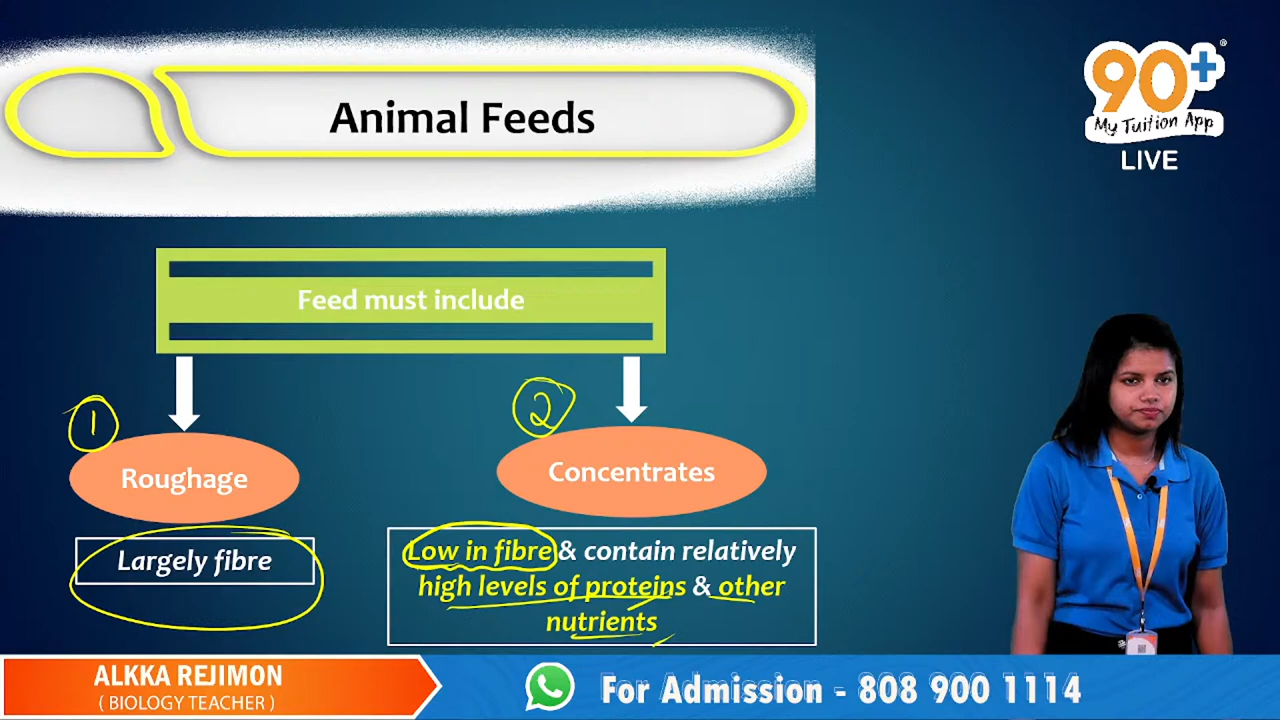 Animal Feeds
90+
®
My Tuition App
LIVE
Feed must include
1
2
Roughage
Concentrates
Largely fibre
Low in fibre & contain relatively
high levels of proteins & other
nutrients
ALKKA REJIMON
( BIOLOGY TEACHER )
For Admission - 808 900 1114